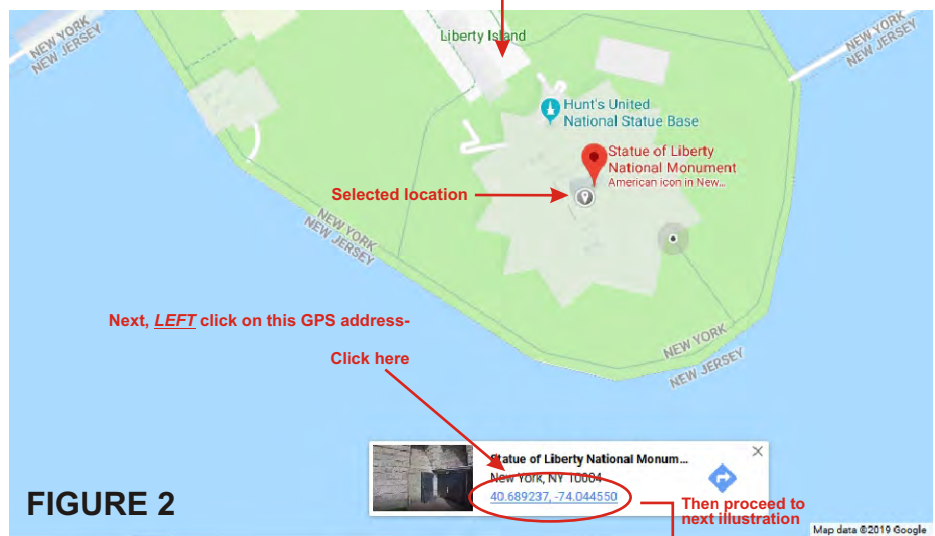 NEW YORK
NEW JERSEY
Liberty Island
NEW YORK
NEW JERSEY
Hunt's United
National Statue Base
Statue of Liberty
National Monument
American icon in New...
Selected location
NEW YORK
NEW JERSEY
Next, LEFT click on this GPS address-
NEW YORK
NEW JERSEY
Click here
Statue of Liberty National Monum...
New York, NY 10004
40.689237, -74.044550
Then proceed to
next illustration
FIGURE 2
Map data ©2019 Google